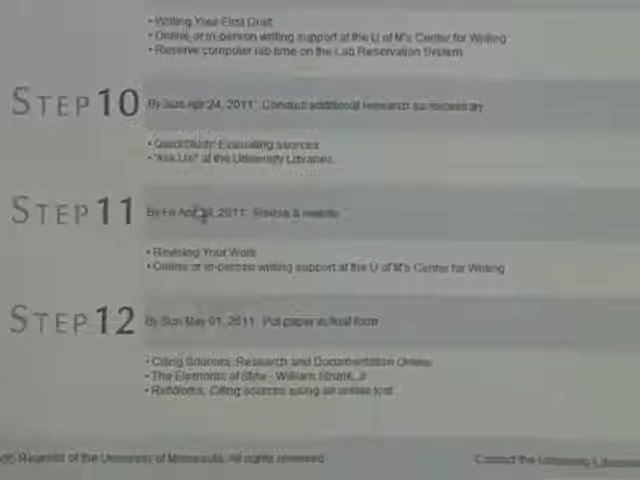 • Writing Your First Draft
• Online or in-person writing support at the U of M's Center for Writing
• Reserve computer lab time on the Lab Reservation System
STEP 10 By Sun Apr 24, 2011: Conduct additional research as necessary
• QuickStudy: Evaluating sources
• "Ask Us!" at the University Libraries.
STEP 11 By Fri Apr 2011: Revise & rewrite
• Revising Your Work
• Online or in-person writing support at the U of M's Center for Writing
STEP 12 By Sun May 01, 2011: Put paper in final form
• Citing Sources: Research and Documentation Online
• The Elements of Style - William Strunk, Jr
• RefWorks: Citing sources using an online tool
Regents of the University of Minnesota. All rights reserved
Contact the University Libraries